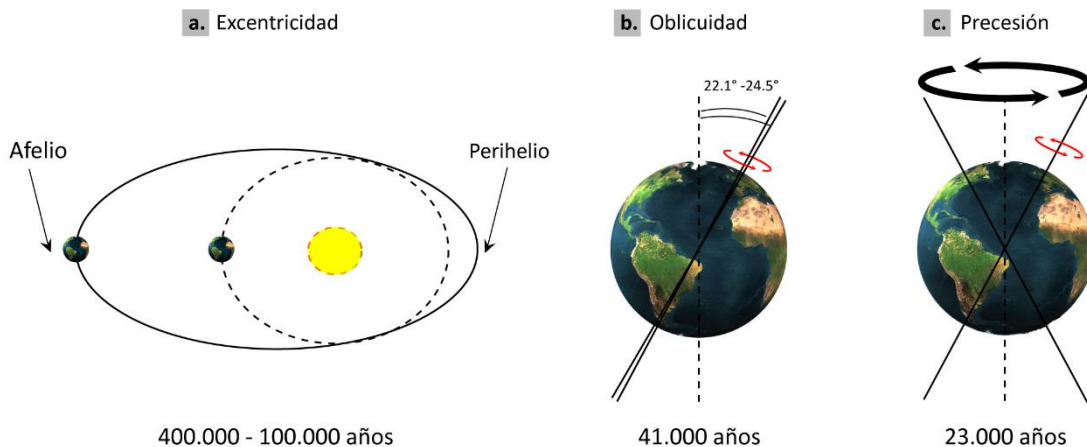 a. Excentricidad
b. Oblicuidad
c. Precesión
22.1° -24.5°
Afelio
Perihelio
400.000 - 100.000 años
41.000 años
23.000 años